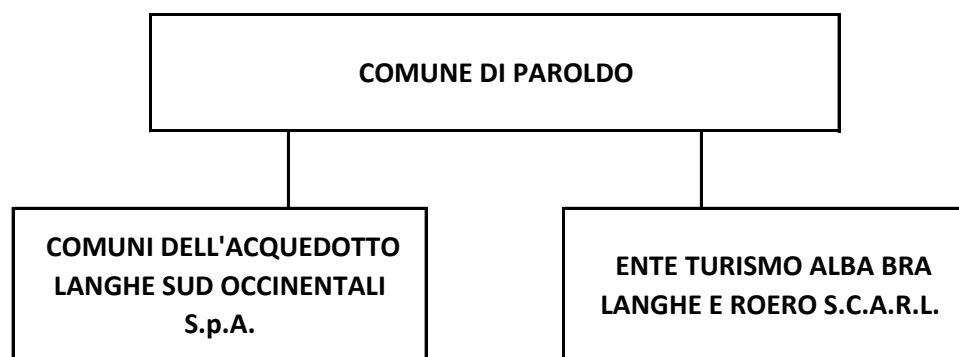 COMUNE DI PAROLDO
COMUNI DELL'ACQUEDOTTO
LANGHE SUD OCCINENTALI
S.p.A.
ENTE TURISMO ALBA BRA
LANGHE E ROERO S.C.A.R.L.